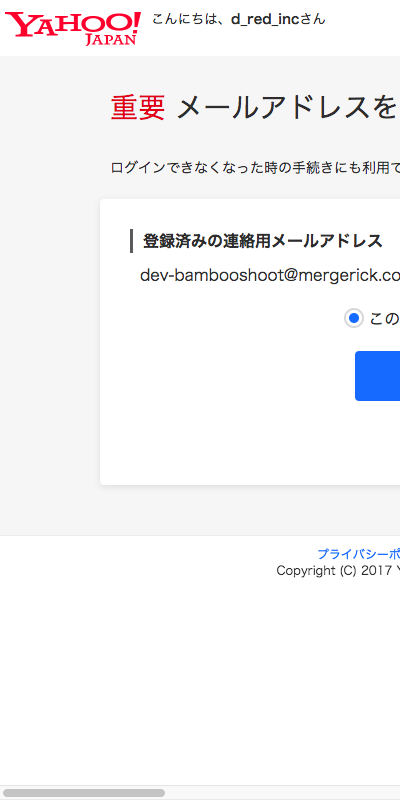 YAHOO! JAPAN
こんにちは、d_red_incさん
重要 メールアドレスを
ログインできなくなった時の手続きにも利用
登録済みの連絡用メールアドレス
dev-bambooshoot@mergerick.co
この
プライバシーポ
Copyright (C) 2017